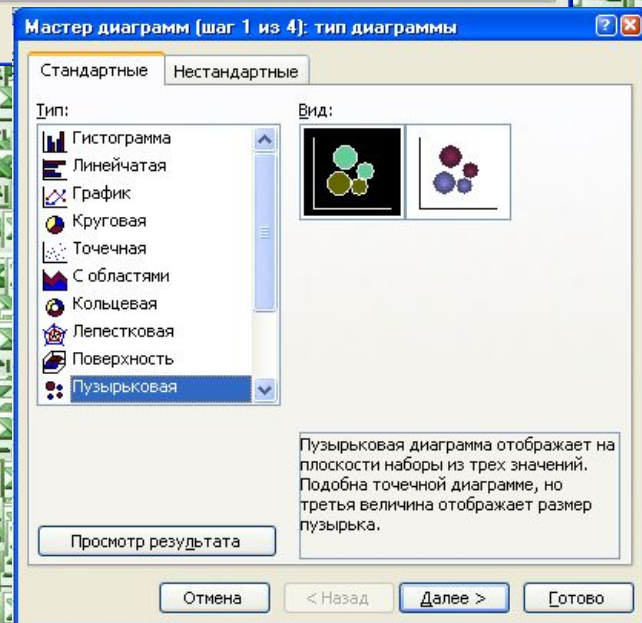 Мастер диаграмм (шаг 1 из 4): тип диаграммы
Стандартные
Нестандартные
Тип:
Гистограмма
Линейчатая
График
Круговая
Точечная
С областями
Кольцевая
Лепестковая
Поверхность
Пузырьковая
Вид:
Пузырьковая диаграмма отображает на
плоскости наборы из трех значений.
Подобна точечной диаграмме, но
третья величина отображает размер
пузырька.
Просмотр результата
Отмена
< Назад
Далее >
Готово